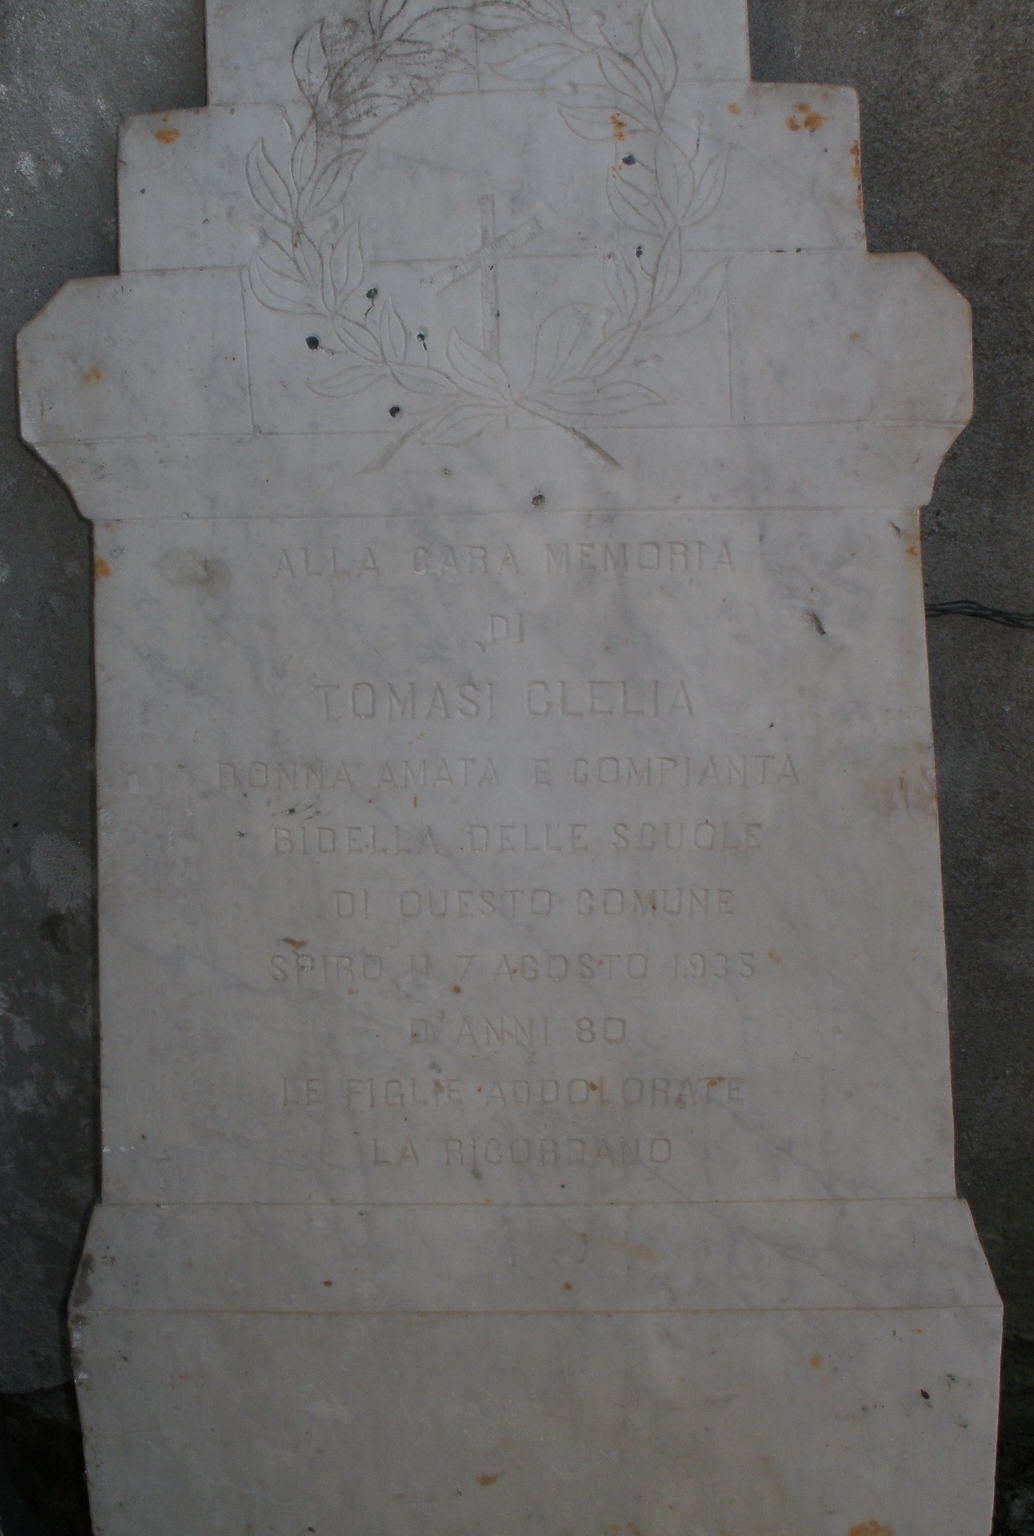 ALLA CARA MEMORIA
DI
TOMASI CLELIA
DONNA AMATA E COMPIANTA
BIDELLA DELLE SCUOLE
DI QUESTO COMUNE
SPIRÒ IL 7 AGOSTO 1935
D'ANNI 80
LE FIGLIE ADDOLORATE
LA RICORDANO